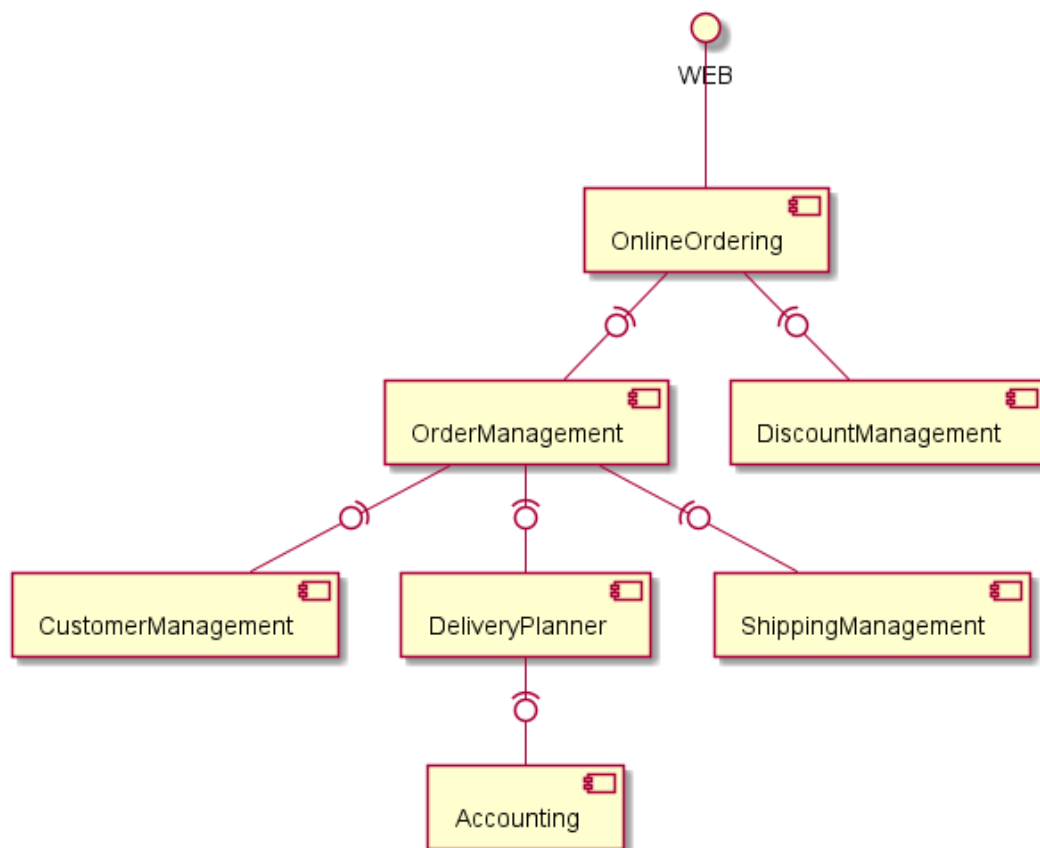 WEB
OnlineOrdering
OrderManagement
DiscountManagement
CustomerManagement
DeliveryPlanner
ShippingManagement
Accounting